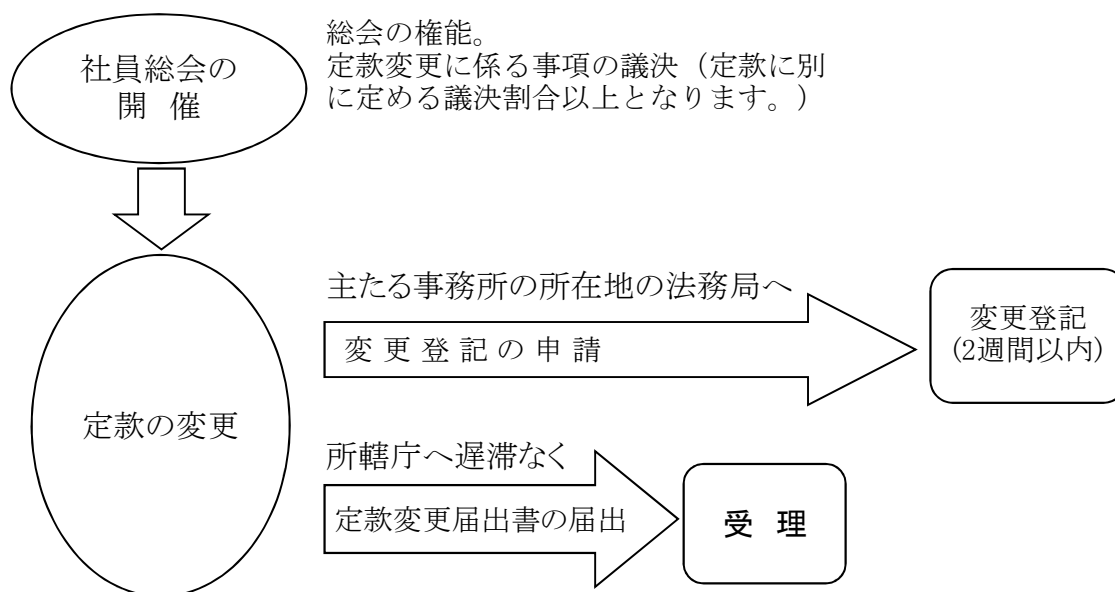 社員総会の
開 催
総会の権能。
定款変更に係る事項の議決（定款に別
に定める議決割合以上となります。）
定款の変更
主たる事務所の所在地の法務局へ
変 更 登 記 の 申 請
変更登記
(2週間以内)
所轄庁へ遅滞なく
定款変更届出書の届出
受 理